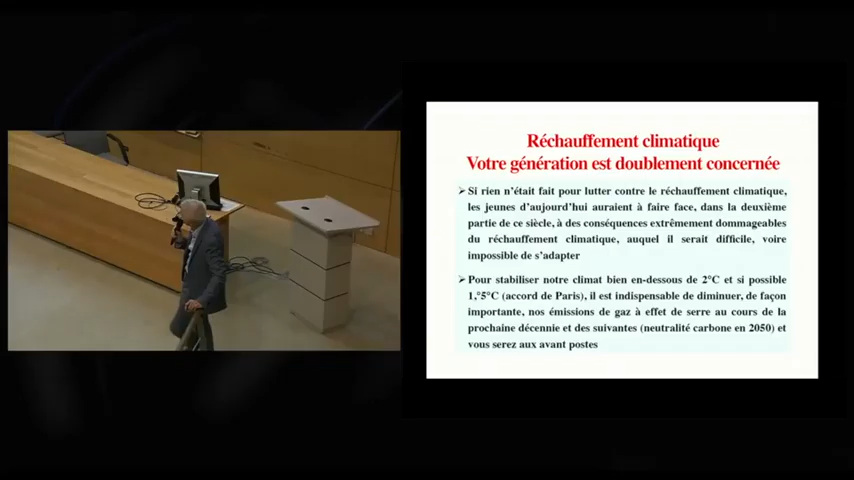 Réchauffement climatique
Votre génération est doublement concernée
➢ Si rien n'était fait pour lutter contre le réchauffement climatique,
les jeunes d'aujourd'hui auraient à faire face, dans la deuxième
partie de ce siècle, à des conséquences extrêmement dommageables
du réchauffement climatique, auquel il serait difficile, voire
impossible de s'adapter
➢ Pour stabiliser notre climat bien en-dessous de 2°C et si possible
1,°5°C (accord de Paris), il est indispensable de diminuer, de façon
importante, nos émissions de gaz à effet de serre au cours de la
prochaine décennie et des suivantes (neutralité carbone en 2050) et
vous serez aux avant postes